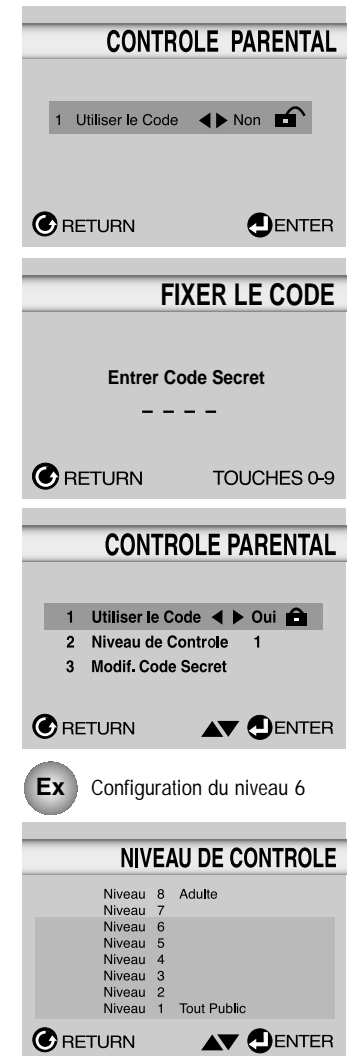 CONTROLE PARENTAL
1 Utiliser le Code ◀▶ Non
RETURN ENTER
FIXER LE CODE
Entrer Code Secret
– – – –
RETURN TOUCHES 0-9
CONTROLE PARENTAL
1 Utiliser le Code ◀ ▶ Oui
2 Niveau de Controle 1
3 Modif. Code Secret
RETURN ▲▼ ENTER
Ex Configuration du niveau 6
NIVEAU DE CONTROLE
Niveau 8 Adulte
Niveau 7
Niveau 6
Niveau 5
Niveau 4
Niveau 3
Niveau 2
Niveau 1 Tout Public
RETURN ▲▼ ENTER